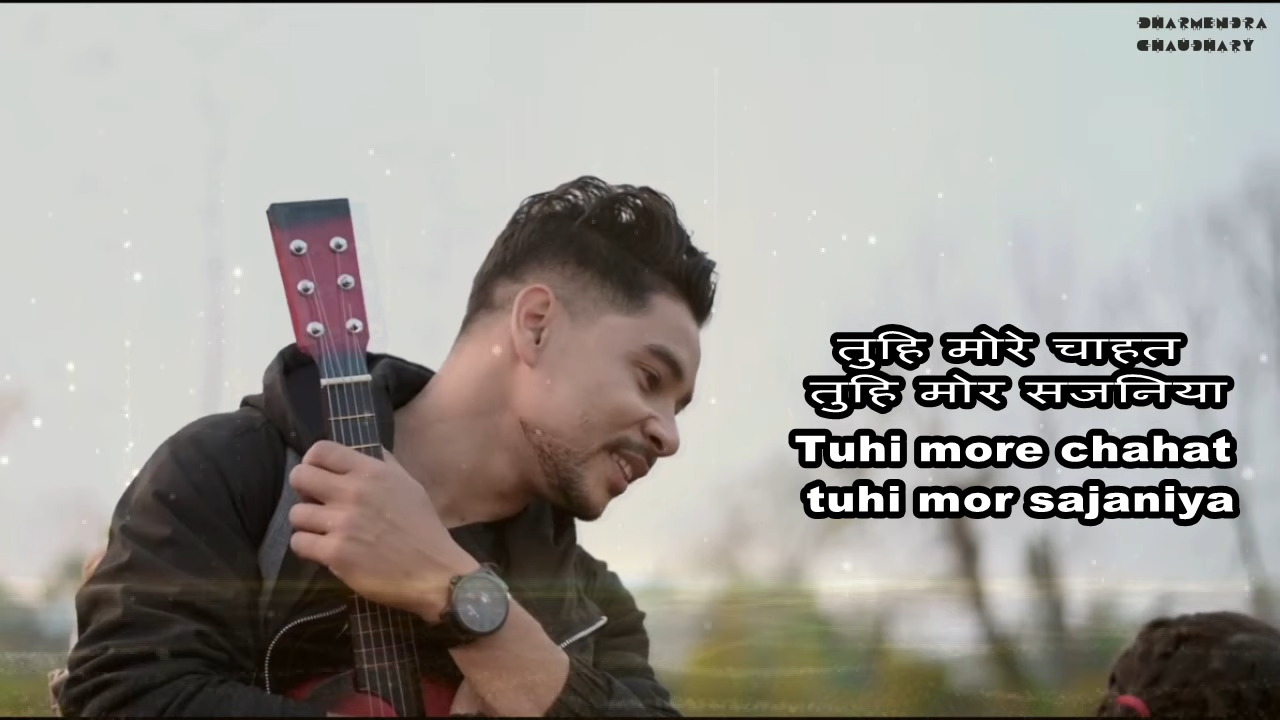 DHARMENDRA
CHAUDHARY
तुहि मोरे चाहत
तुहि मोर सजनिया
Tuhi more chahat
tuhi mor sajaniya